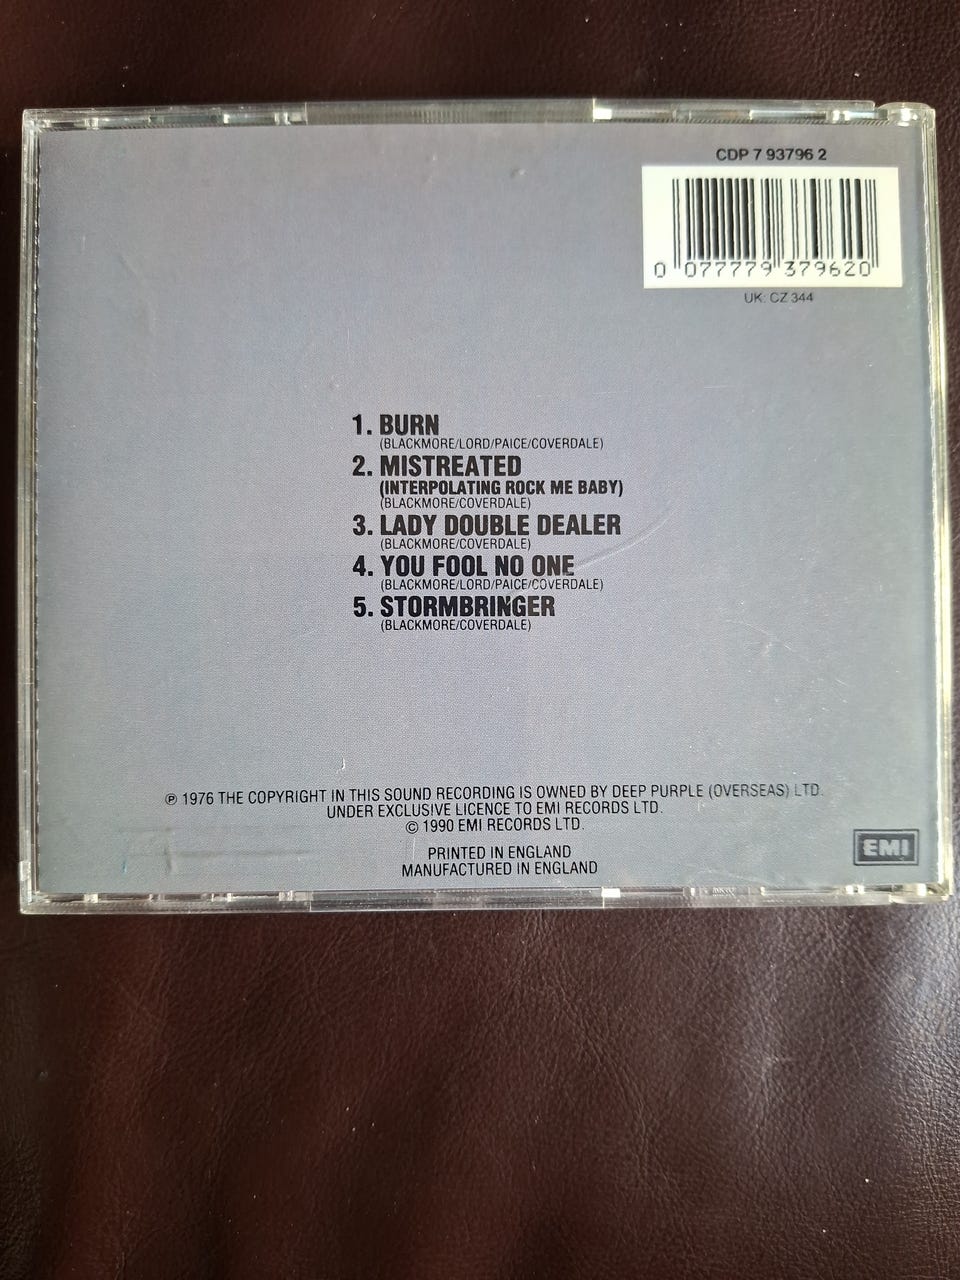 CDP 7 93796 2
0 077779 379620
UK: CZ 344
1. BURN
(BLACKMORE/LORD/PAICE/COVERDALE)
2. MISTREATED
(INTERPOLATING ROCK ME BABY)
(BLACKMORE/COVERDALE)
3. LADY DOUBLE DEALER
(BLACKMORE/COVERDALE)
4. YOU FOOL NO ONE
(BLACKMORE/LORD/PAICE/COVERDALE)
5. STORMBRINGER
(BLACKMORE/COVERDALE)
℗ 1976 THE COPYRIGHT IN THIS SOUND RECORDING IS OWNED BY DEEP PURPLE (OVERSEAS) LTD.
UNDER EXCLUSIVE LICENCE TO EMI RECORDS LTD.
© 1990 EMI RECORDS LTD.
PRINTED IN ENGLAND
MANUFACTURED IN ENGLAND
EMI